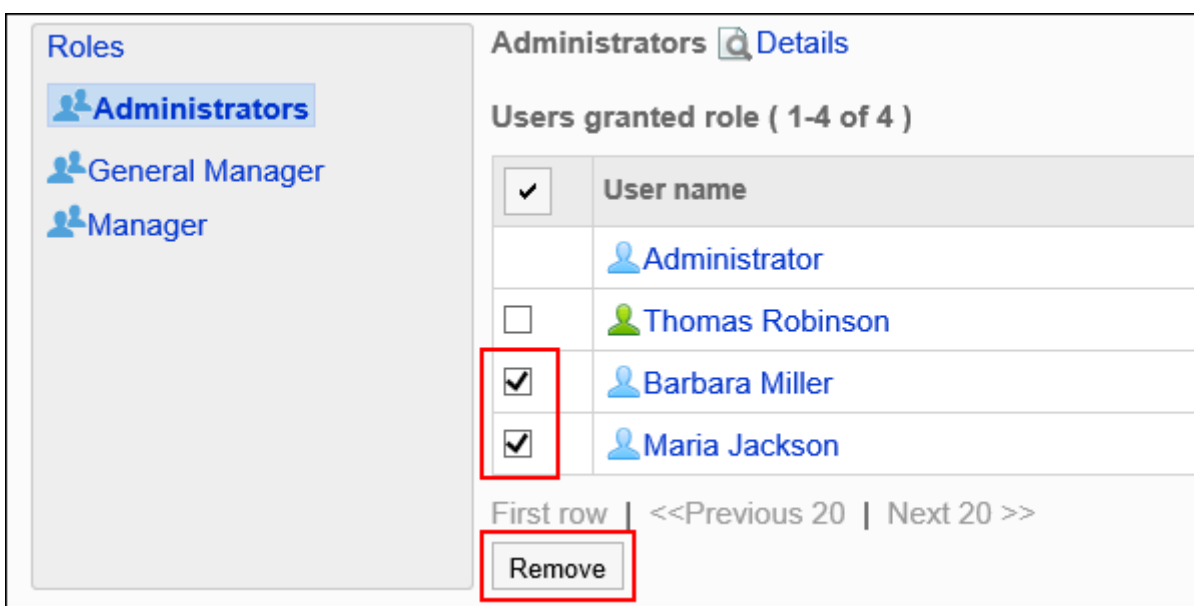 Roles
Administrators
General Manager
Manager
Administrators Details
Users granted role ( 1-4 of 4 )
User name
Administrator
Thomas Robinson
Barbara Miller
Maria Jackson
First row | <<Previous 20 | Next 20 >>
Remove